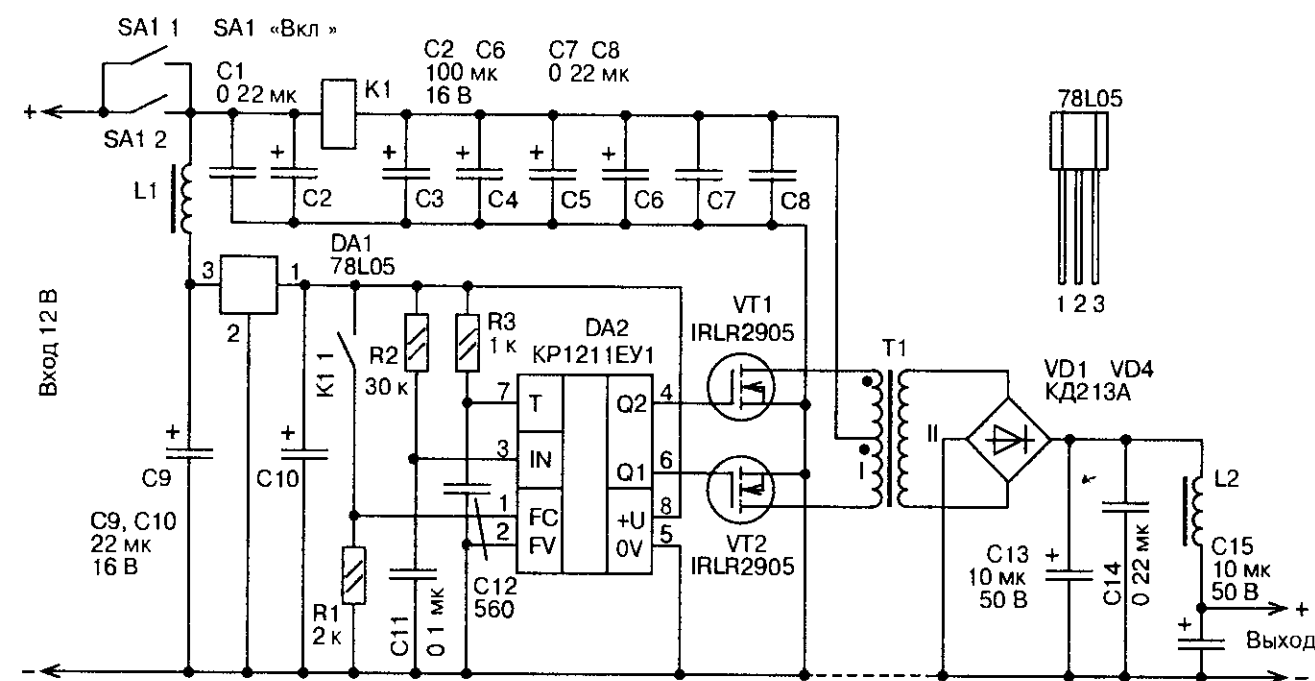 SA1 1 SA1 «Вкл »
C1
0 22 мк
K1
C2 C6
100 мк
16 В
C7 C8
0 22 мк
78L05
+
SA1 2
L1
+
C2
+
C3
+
C4
+
C5
+
C6
C7
C8
1 2 3
Вход 12 В
DA1
78L05
3
1
2
K1 1
R2
30 к
R3
1 к
DA2
КР1211ЕУ1
VT1
IRLR2905
T1
VD1 VD4
КД213А
7
T
Q2
4
3
IN
Q1
6
1
FC
+U
8
2
FV
0V
5
II
I
+
C9
+
C10
C9, C10
22 мк
16 В
R1
2 к
C11
0 1 мк
C12
560
VT2
IRLR2905
C13
10 мк
50 В
+
C14
0 22 мк
L2
C15
10 мк
50 В
+
+
Выход
–
–